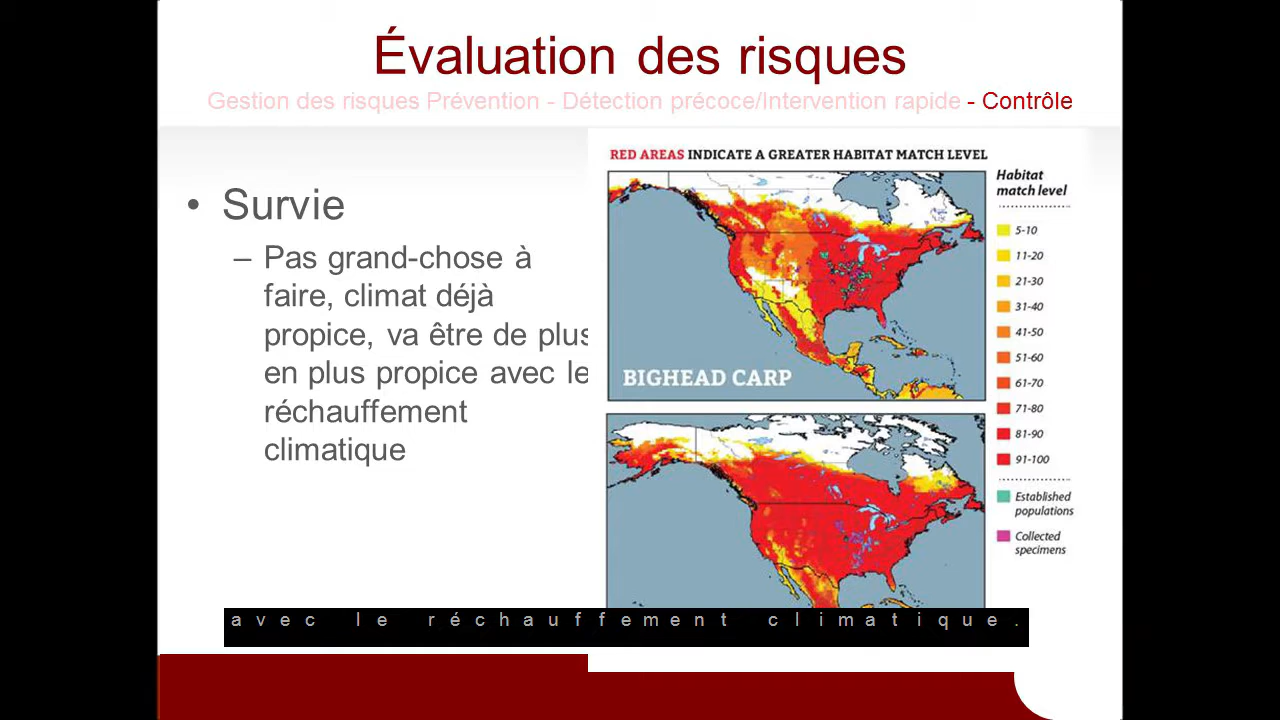 Évaluation des risques
Gestion des risques Prévention - Détection précoce/Intervention rapide - Contrôle
• Survie
– Pas grand-chose à
faire, climat déjà
propice, va être de plus
en plus propice avec le
réchauffement
climatique
RED AREAS INDICATE A GREATER HABITAT MATCH LEVEL
BIGHEAD CARP
Habitat
match level
5-10
11-20
21-30
31-40
41-50
51-60
61-70
71-80
81-90
91-100
Established
populations
Collected
specimens
avec le réchauffement climatique.